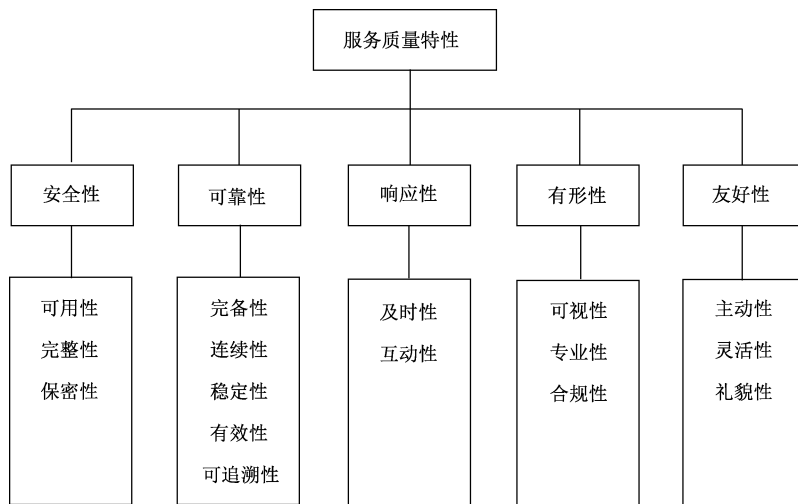 服务质量特性
安全性
可靠性
响应性
有形性
友好性
可用性
完整性
保密性
完备性
连续性
稳定性
有效性
可追溯性
及时性
互动性
可视性
专业性
合规性
主动性
灵活性
礼貌性